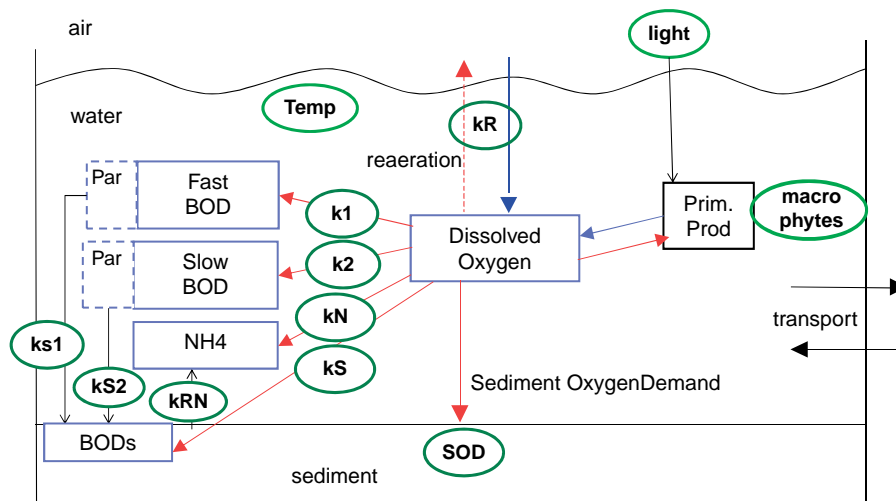 air
light
water
Temp
kR
reaeration
Par
Fast
BOD
k1
Prim.
Prod
macro
phytes
Dissolved
Oxygen
Par
Slow
BOD
k2
kN
transport
ks1
NH4
kS
kS2
kRN
Sediment OxygenDemand
BODs
SOD
sediment